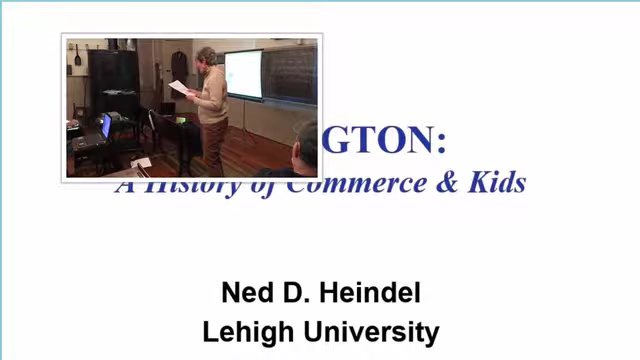 GTON:
A History of Commerce & Kids
Ned D. Heindel
Lehigh University